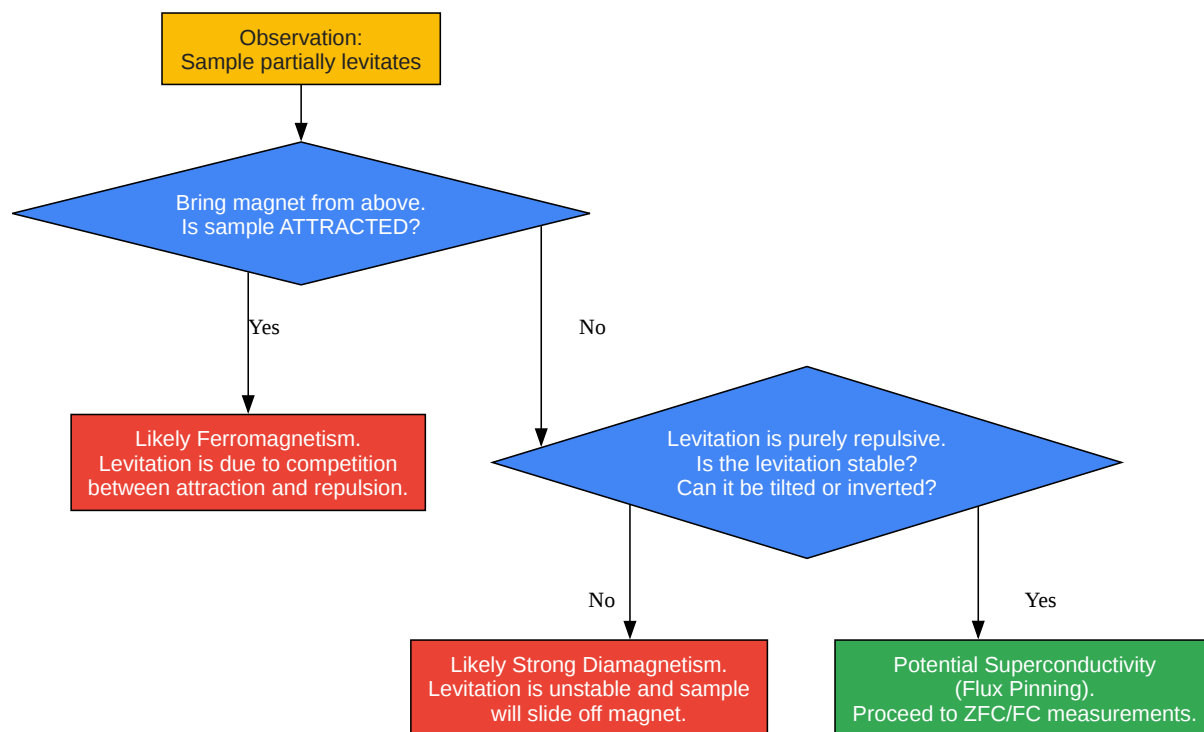 Observation:
Sample partially levitates
Bring magnet from above.
Is sample ATTRACTED?
Yes
No
Likely Ferromagnetism.
Levitation is due to competition
between attraction and repulsion.
Levitation is purely repulsive.
Is the levitation stable?
Can it be tilted or inverted?
No
Yes
Likely Strong Diamagnetism.
Levitation is unstable and sample
will slide off magnet.
Potential Superconductivity
(Flux Pinning).
Proceed to ZFC/FC measurements.